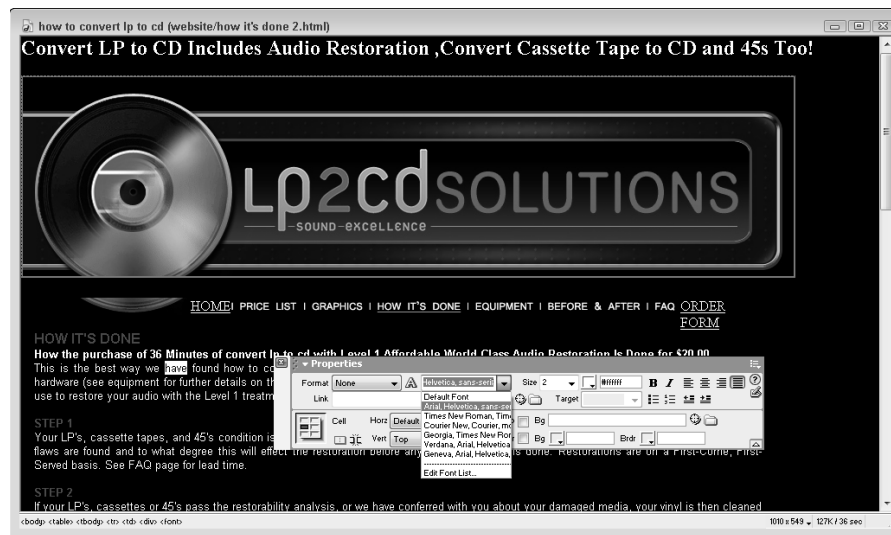 how to convert lp to cd (website/how it's done 2.html)
Convert LP to CD Includes Audio Restoration ,Convert Cassette Tape to CD and 45s Too!
Lp2cdSOLUTIONS
SOUND-EXCELLENCE
HOME| PRICE LIST | GRAPHICS | HOW IT'S DONE | EQUIPMENT | BEFORE & AFTER | FAQ ORDER
FORM
HOW IT'S DONE
How the purchase of 36 Minutes of convert lp to cd with Level 1 Affordable World Class Audio Restoration Is Done for $20.00
This is the best way we have found how to co
hardware (see equipment for further details on th
use to restore your audio with the Level 1 treatm
Properties
Format None Helvetica, sans-serif Size 2 #ffffff B I
Link Target
Default Font
Arial, Helvetica, sans-se
Times New Roman, Time
Courier New, Courier, mo
Georgia, Times New Ror
Verdana, Arial, Helvetica,
Geneva, Arial, Helvetica,
Edit Font List...
Cell Horz Default Bg
Vert Top Bg Brdr
STEP 1
Your LP's, cassette tapes, and 45's condition is
flaws are found and to what degree this will effect the restoration before any is done. Restorations are on a First-Come, First-
Served basis. See FAQ page for lead time.
STEP 2
If your LP's, cassettes or 45's pass the restorability analysis, or we have conferred with you about your damaged media, your vinyl is then cleaned
<body> <table> <tbody> <tr> <td> <div> <font> 1010 x 549 127K / 36 sec